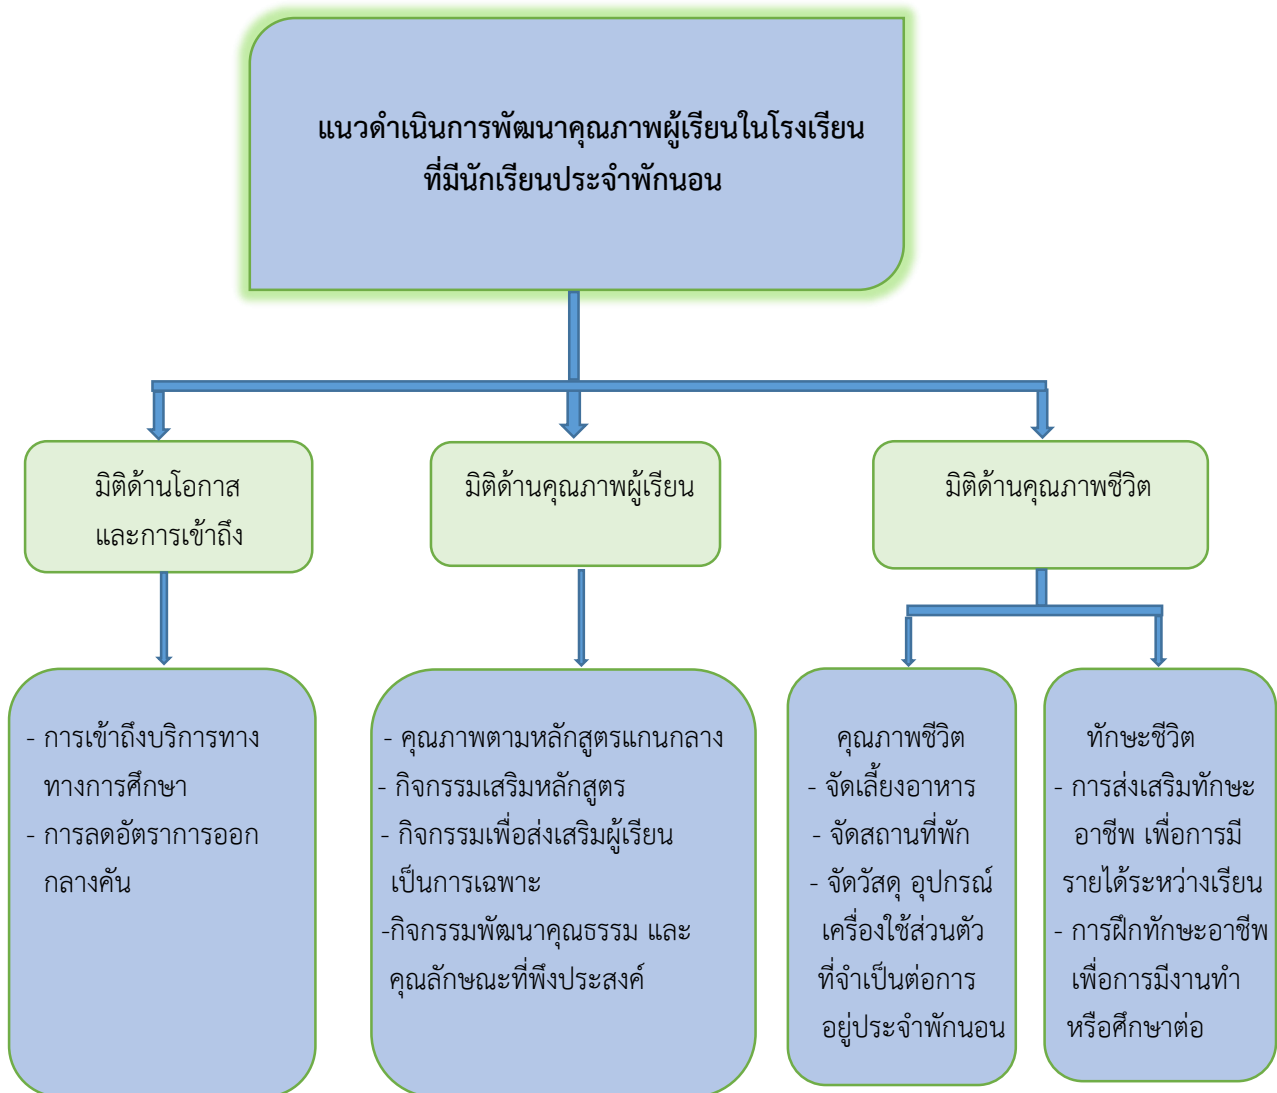 แนวดำเนินการพัฒนาคุณภาพผู้เรียนในโรงเรียน
ที่มีนักเรียนประจำพักนอน
มิติด้านโอกาส
และการเข้าถึง
มิติด้านคุณภาพผู้เรียน
มิติด้านคุณภาพชีวิต
- การเข้าถึงบริการทาง
ทางการศึกษา
- การลดอัตราการออก
กลางคัน
- คุณภาพตามหลักสูตรแกนกลาง
- กิจกรรมเสริมหลักสูตร
- กิจกรรมเพื่อส่งเสริมผู้เรียน
เป็นการเฉพาะ
-กิจกรรมพัฒนาคุณธรรม และ
คุณลักษณะที่พึงประสงค์
คุณภาพชีวิต
- จัดเลี้ยงอาหาร
- จัดสถานที่พัก
- จัดวัสดุ อุปกรณ์
เครื่องใช้ส่วนตัว
ที่จำเป็นต่อการ
อยู่ประจำพักนอน
ทักษะชีวิต
- การส่งเสริมทักษะ
อาชีพ เพื่อการมี
รายได้ระหว่างเรียน
- การฝึกทักษะอาชีพ
เพื่อการมีงานทำ
หรือศึกษาต่อ